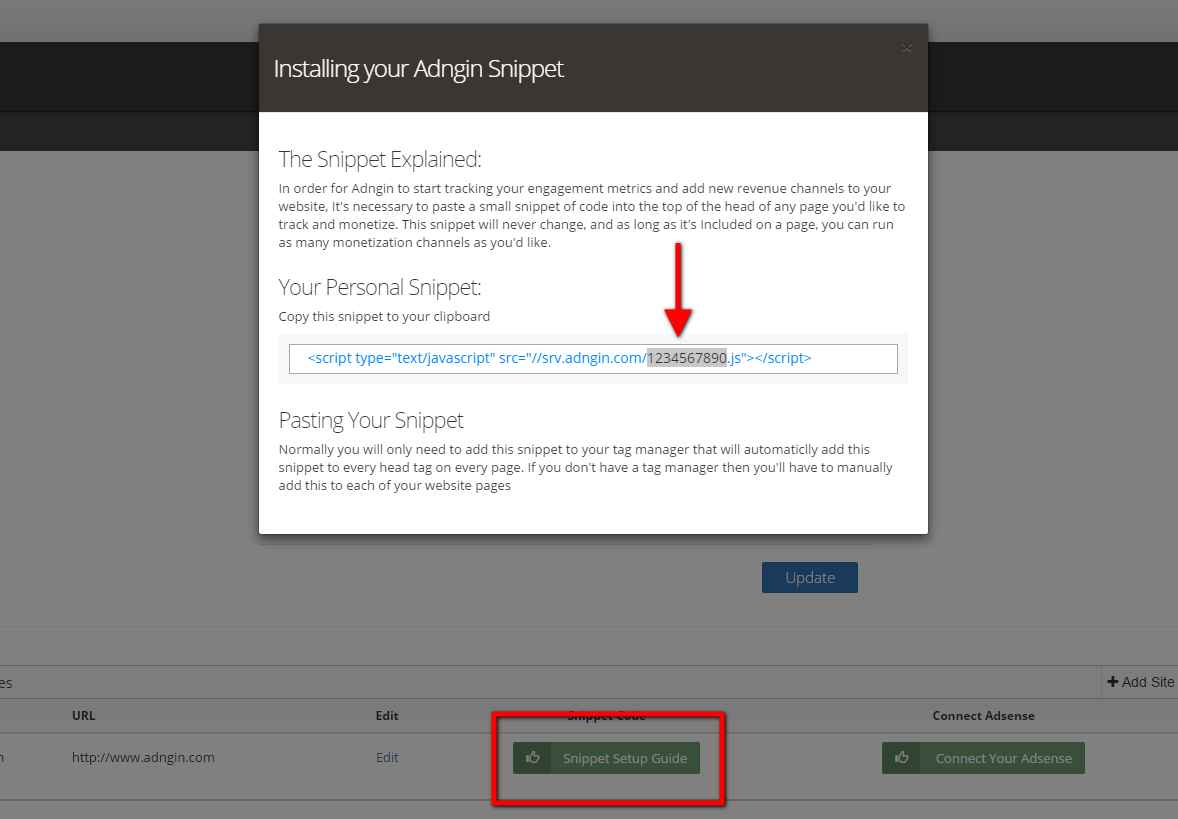 Installing your Adngin Snippet
The Snippet Explained:
In order for Adngin to start tracking your engagement metrics and add new revenue channels to your
website, It's necessary to paste a small snippet of code into the top of the head of any page you'd like to
track and monetize. This snippet will never change, and as long as it's Included on a page, you can run
as many monetization channels as you'd like.
Your Personal Snippet:
Copy this snippet to your clipboard
<script type="text/javascript" src="//srv.adngin.com/1234567890.js"></script>
Pasting Your Snippet
Normally you will only need to add this snippet to your tag manager that will automaticlly add this
snippet to every head tag on every page. If you don't have a tag manager then you'll have to manually
add this to each of your website pages
Update
es
+ Add Site
URL Edit Snippet Code Connect Adsense
n http://www.adngin.com Edit Snippet Setup Guide Connect Your Adsense